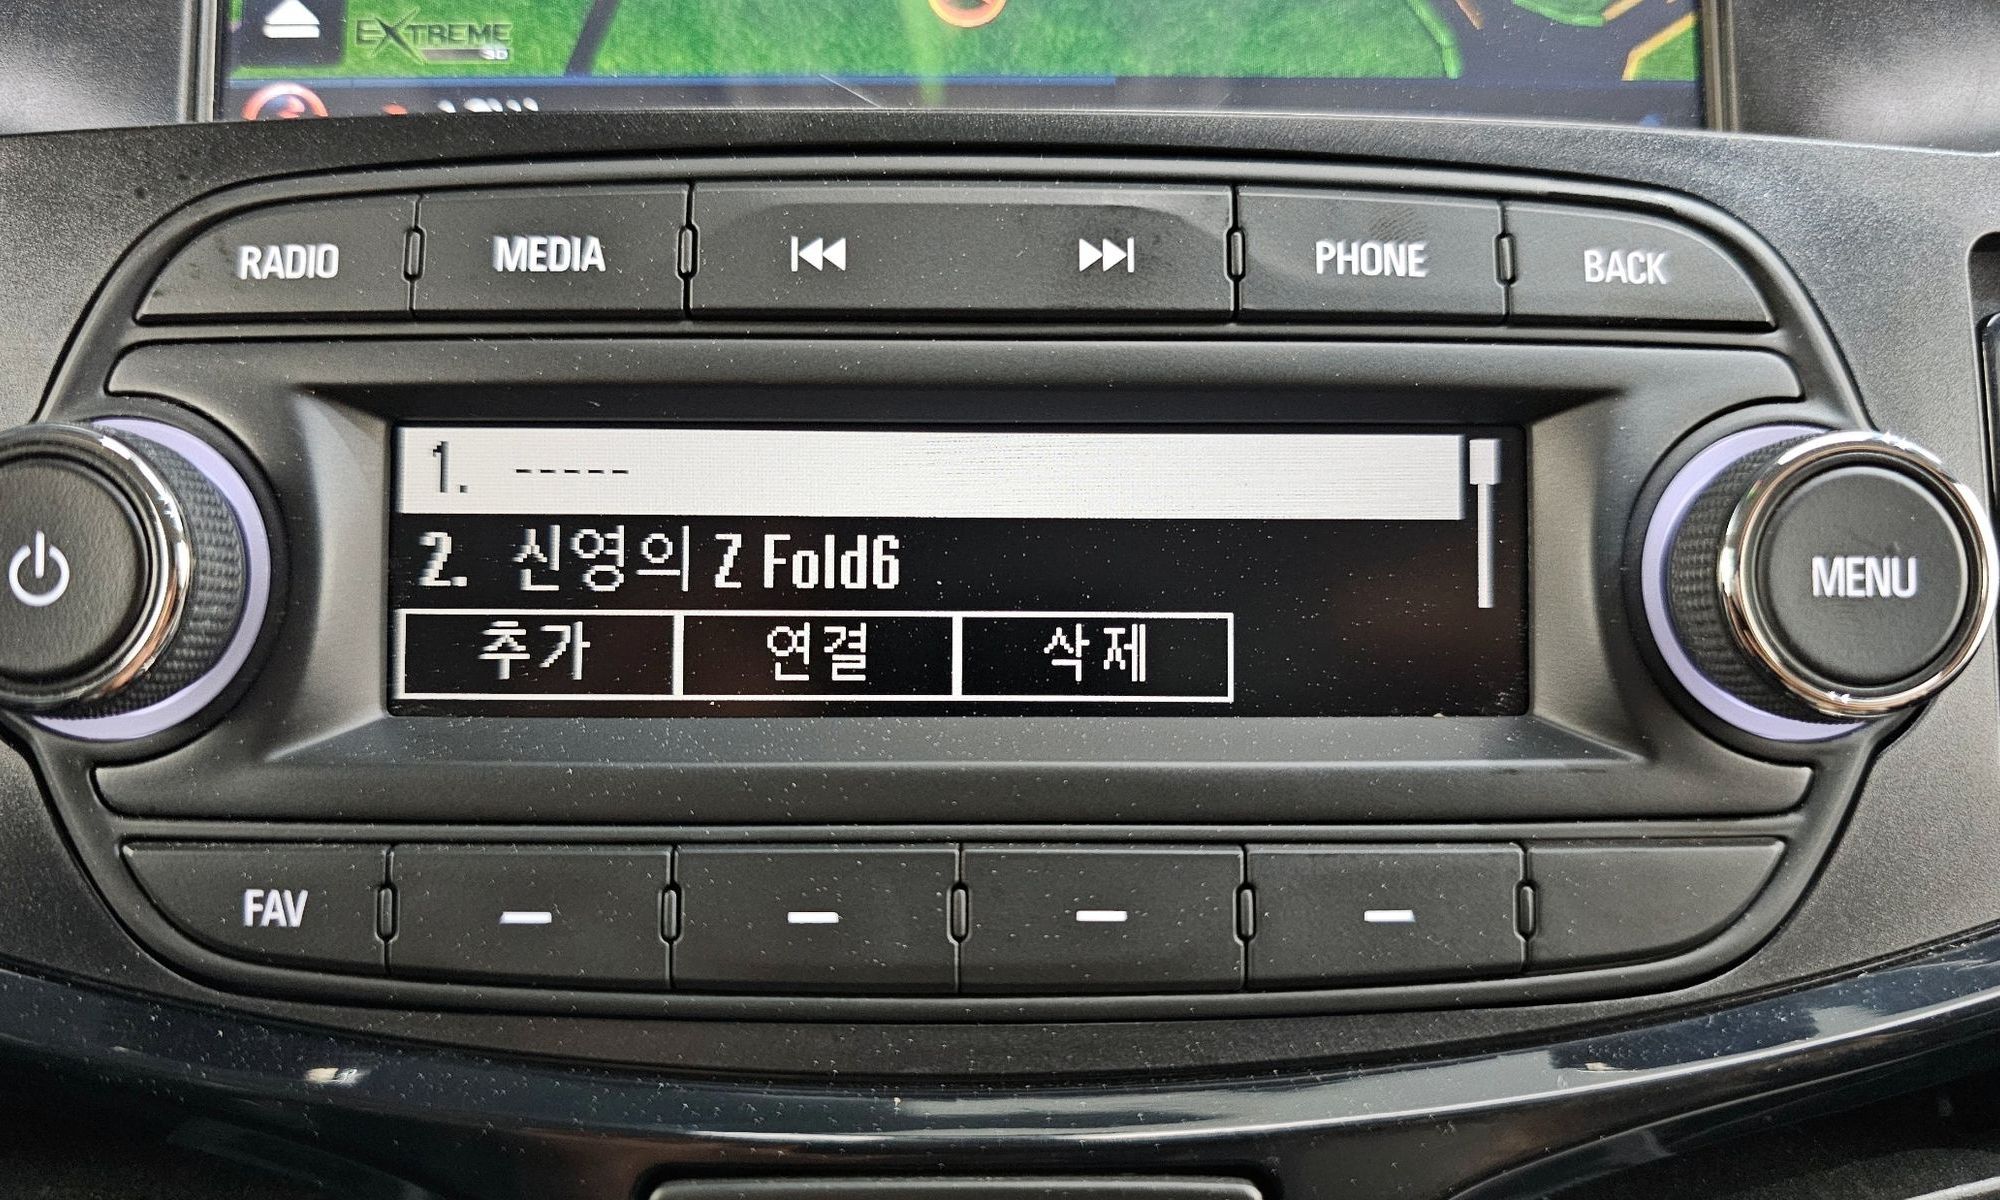 EXTREME
3D
RADIO MEDIA PHONE BACK
1. -----
2. 신영의 Z Fold6
추가 연결 삭제
MENU
FAV